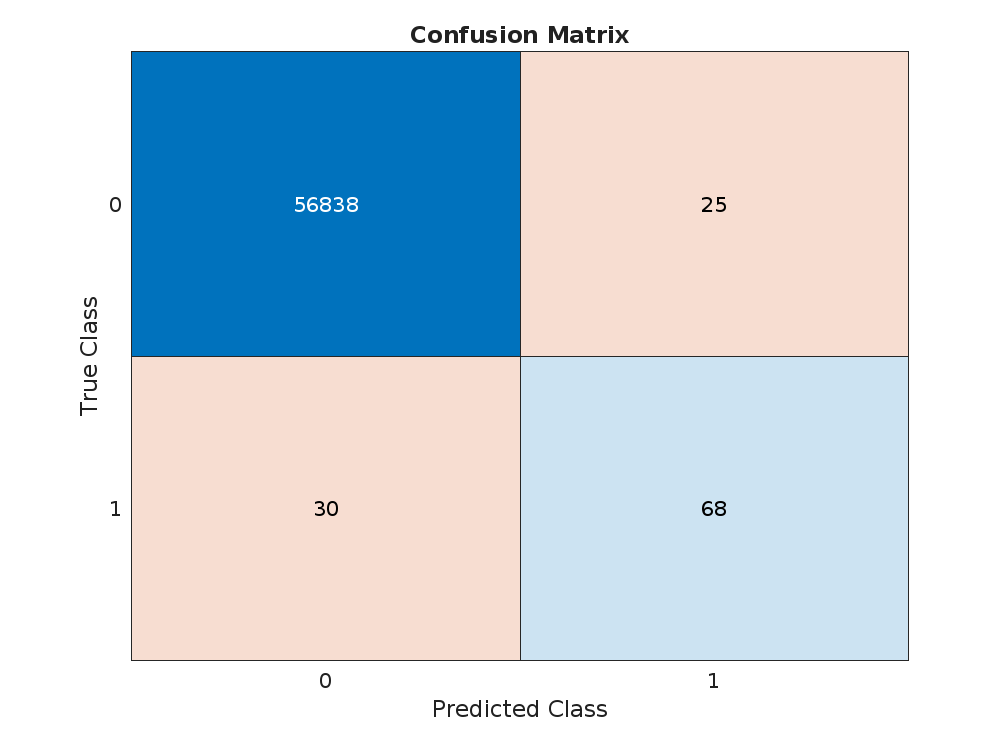 Confusion Matrix
True Class
0
56838
25
1
30
68
0
1
Predicted Class